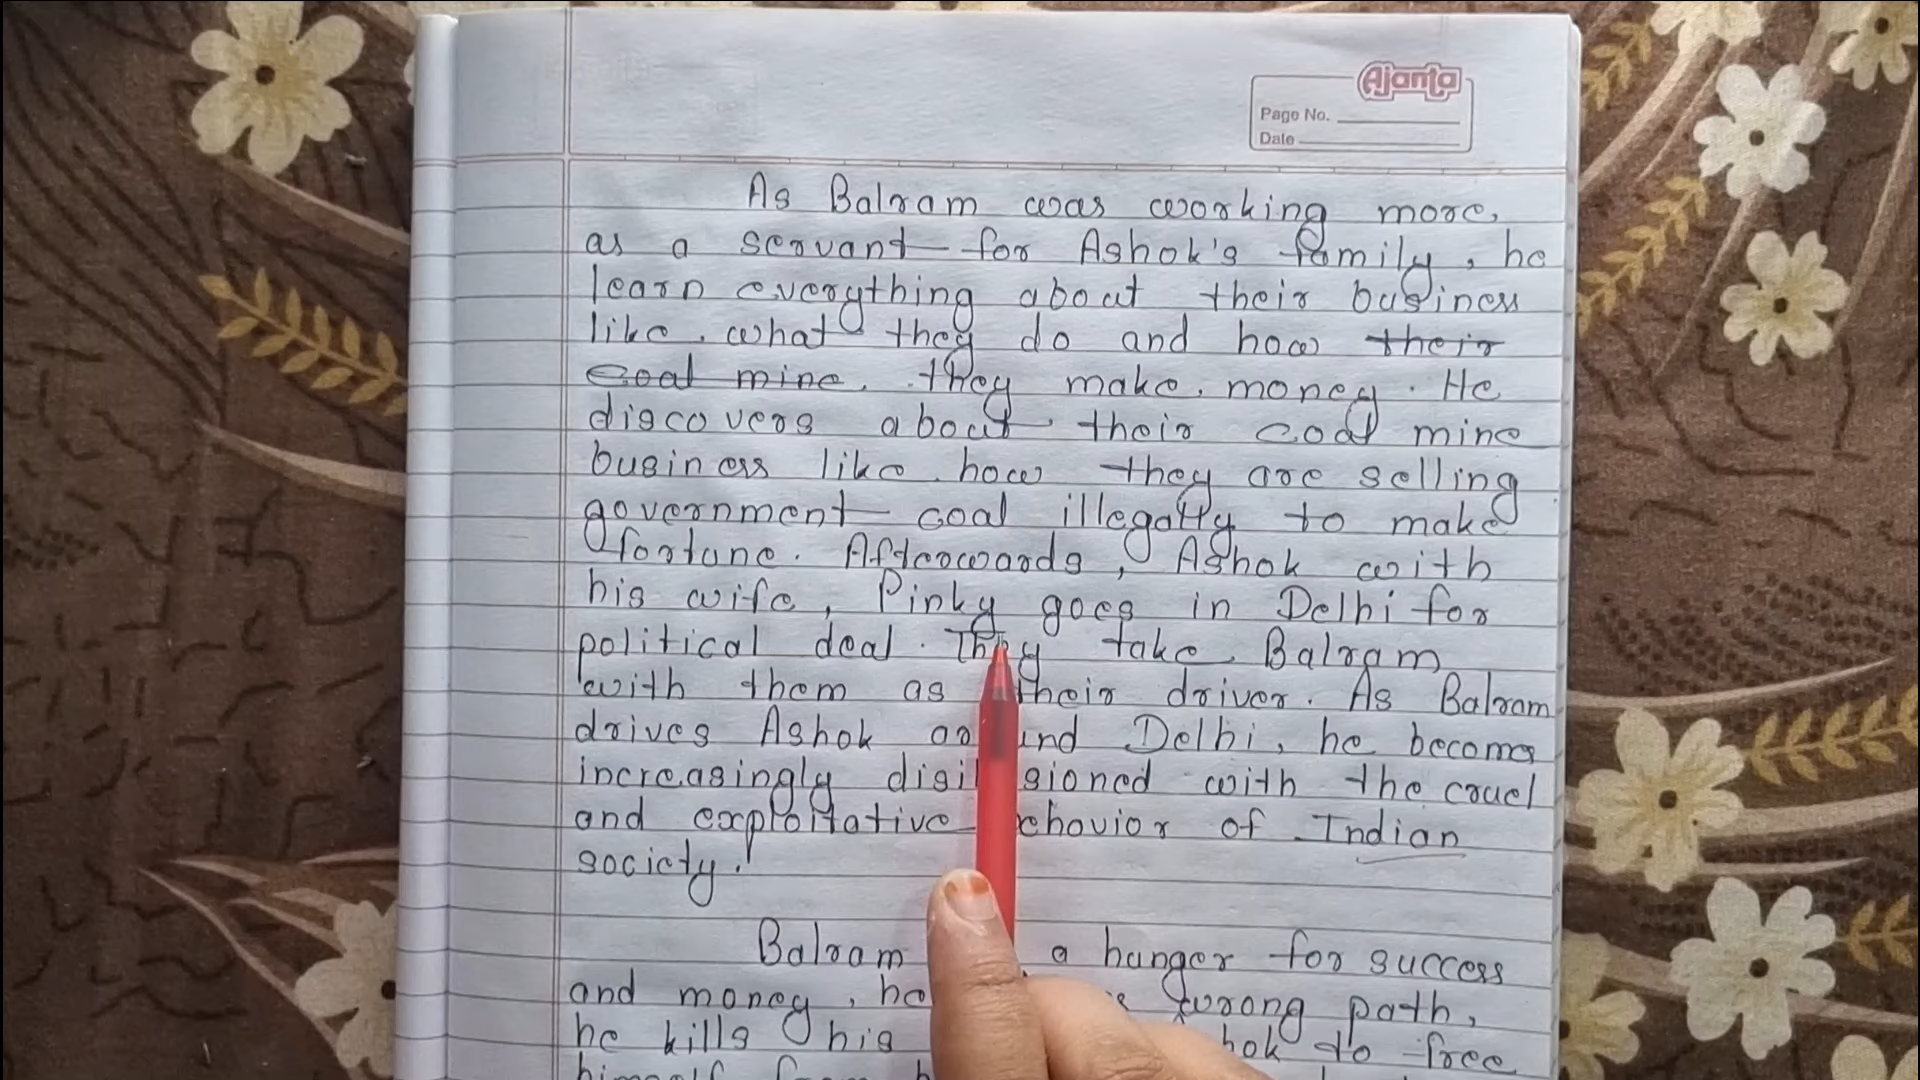 Ajanta
Page No.
Date
As Balram was working more
as a servant for Ashok's family, he
learn everything about their business
like what they do and how their
coal mine they make money. He
discovers about their coal mine
business like how they are selling
government coal illegally to make
fortune. Afterwards, Ashok with
his wife, Pinky goes in Delhi for
political deal. They take Balram
with them as their driver. As Balram
drives Ashok Delhi, he becomes
increasingly with the cruel
and exploitative of Indian
society.
Balram a hunger for success
and money, he wrong path,
he kills his to free